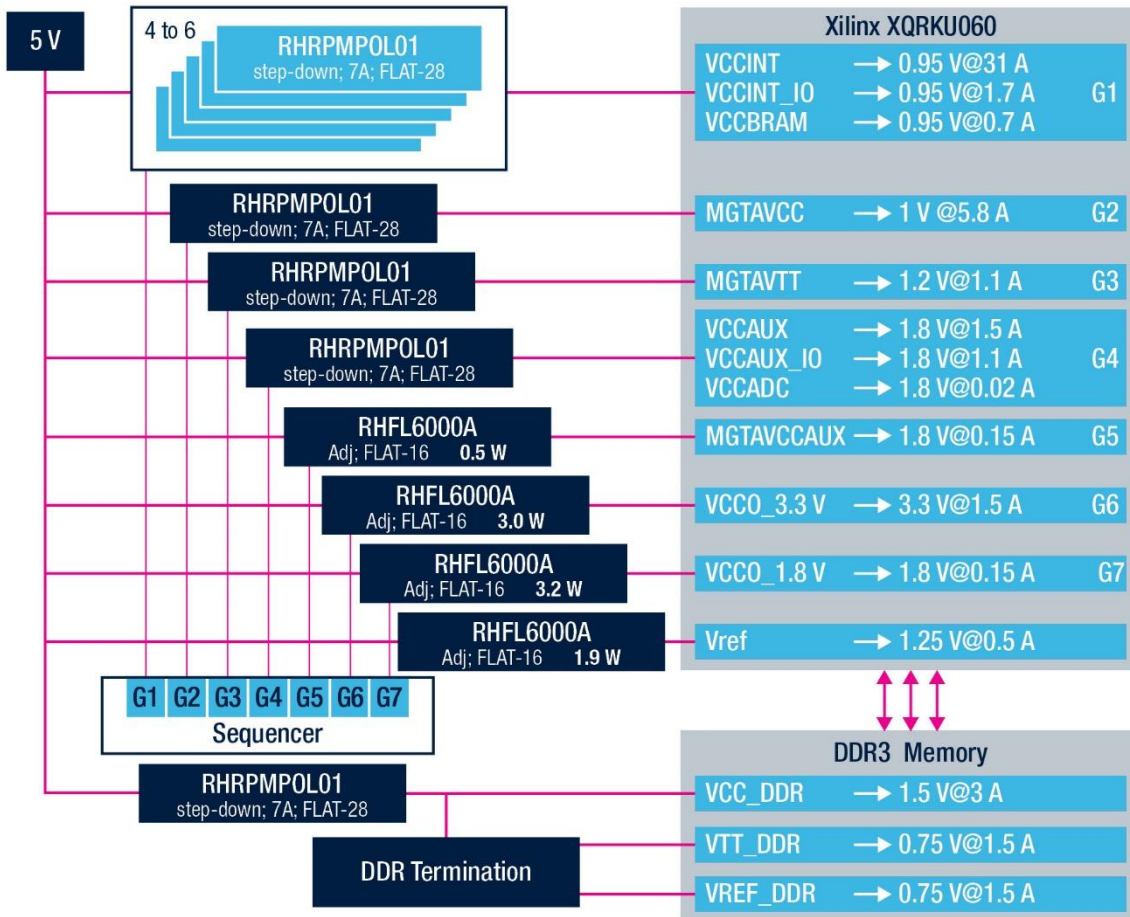 5 V
4 to 6
RHRPMPOL01
step-down; 7A; FLAT-28
Xilinx XQRKU060
VCCINT → 0.95 V@31 A
VCCINT_IO → 0.95 V@1.7 A G1
VCCBRAM → 0.95 V@0.7 A
RHRPMPOL01
step-down; 7A; FLAT-28
MGTAVCC → 1 V @5.8 A G2
RHRPMPOL01
step-down; 7A; FLAT-28
MGTAVTT → 1.2 V@1.1 A G3
RHRPMPOL01
step-down; 7A; FLAT-28
VCCAUX → 1.8 V@1.5 A
VCCAUX_IO → 1.8 V@1.1 A G4
VCCADC → 1.8 V@0.02 A
RHFL6000A
Adj; FLAT-16 0.5 W
MGTAVCCAUX → 1.8 V@0.15 A G5
RHFL6000A
Adj; FLAT-16 3.0 W
VCCO_3.3 V → 3.3 V@1.5 A G6
RHFL6000A
Adj; FLAT-16 3.2 W
VCCO_1.8 V → 1.8 V@0.15 A G7
RHFL6000A
Adj; FLAT-16 1.9 W
Vref → 1.25 V@0.5 A
G1 G2 G3 G4 G5 G6 G7
Sequencer
DDR3 Memory
RHRPMPOL01
step-down; 7A; FLAT-28
VCC_DDR → 1.5 V@3 A
DDR Termination
VTT_DDR → 0.75 V@1.5 A
VREF_DDR → 0.75 V@1.5 A